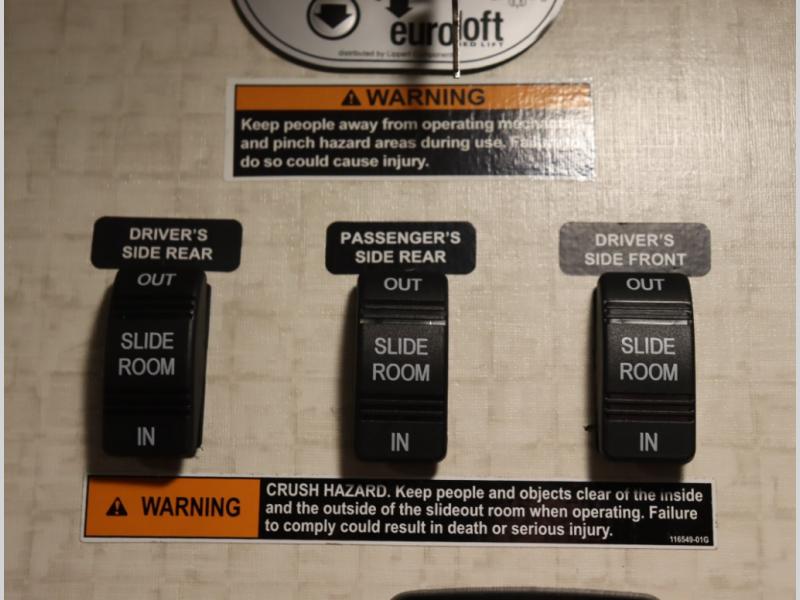 euroloft
distributed by Lippert
WARNING
Keep people away from operating
and pinch hazard areas during use. Failure to
do so could cause injury.
DRIVER'S
SIDE REAR
PASSENGER'S
SIDE REAR
DRIVER'S
SIDE FRONT
OUT
OUT
OUT
SLIDE
ROOM
SLIDE
ROOM
SLIDE
ROOM
IN
IN
IN
WARNING
CRUSH HAZARD. Keep people and objects clear of the inside
and the outside of the slideout room when operating. Failure
to comply could result in death or serious injury.
116549-01G